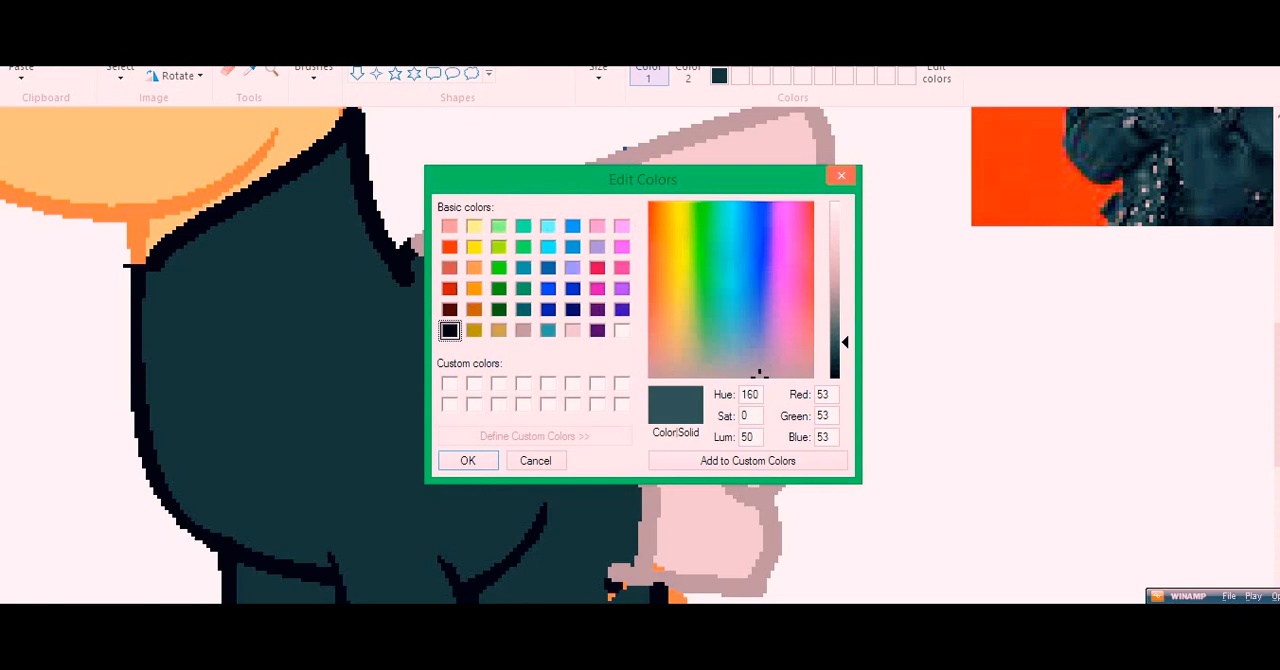 Paste Select Rotate Brushes Size Color 1 Color 2 Edit colors
Clipboard Image Tools Shapes Colors
Edit Colors
Basic colors:
Custom colors:
Define Custom Colors >>
OK Cancel
Hue: 160 Red: 53
Sat: 0 Green: 53
Color|Solid Lum: 50 Blue: 53
Add to Custom Colors
WINAMP File Play